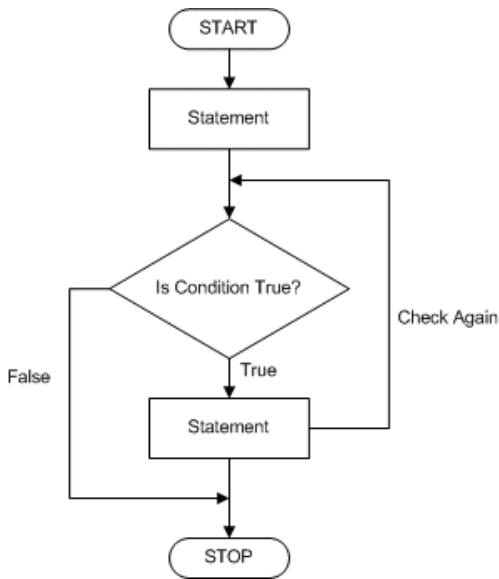 START
Statement
Is Condition True?
Check Again
False
True
Statement
STOP